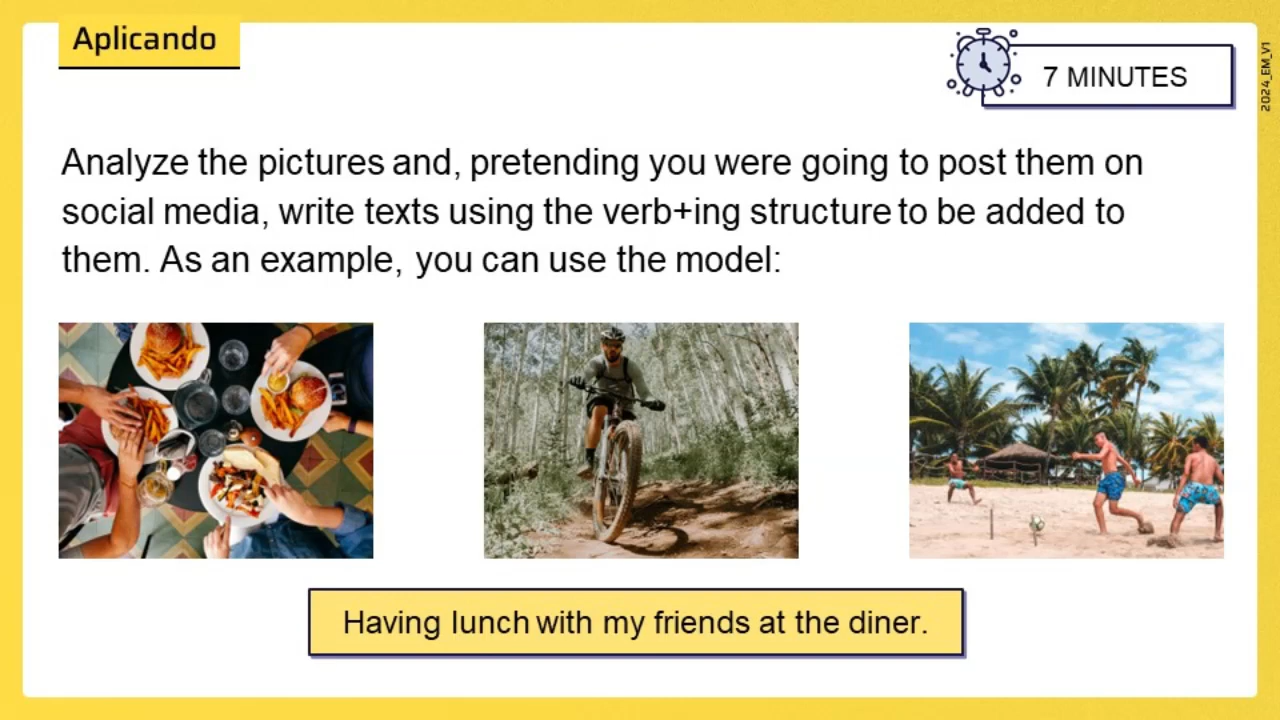 Aplicando
7 MINUTES
2024_EM_V1
Analyze the pictures and, pretending you were going to post them on
social media, write texts using the verb+ing structure to be added to
them. As an example, you can use the model:
Having lunch with my friends at the diner.